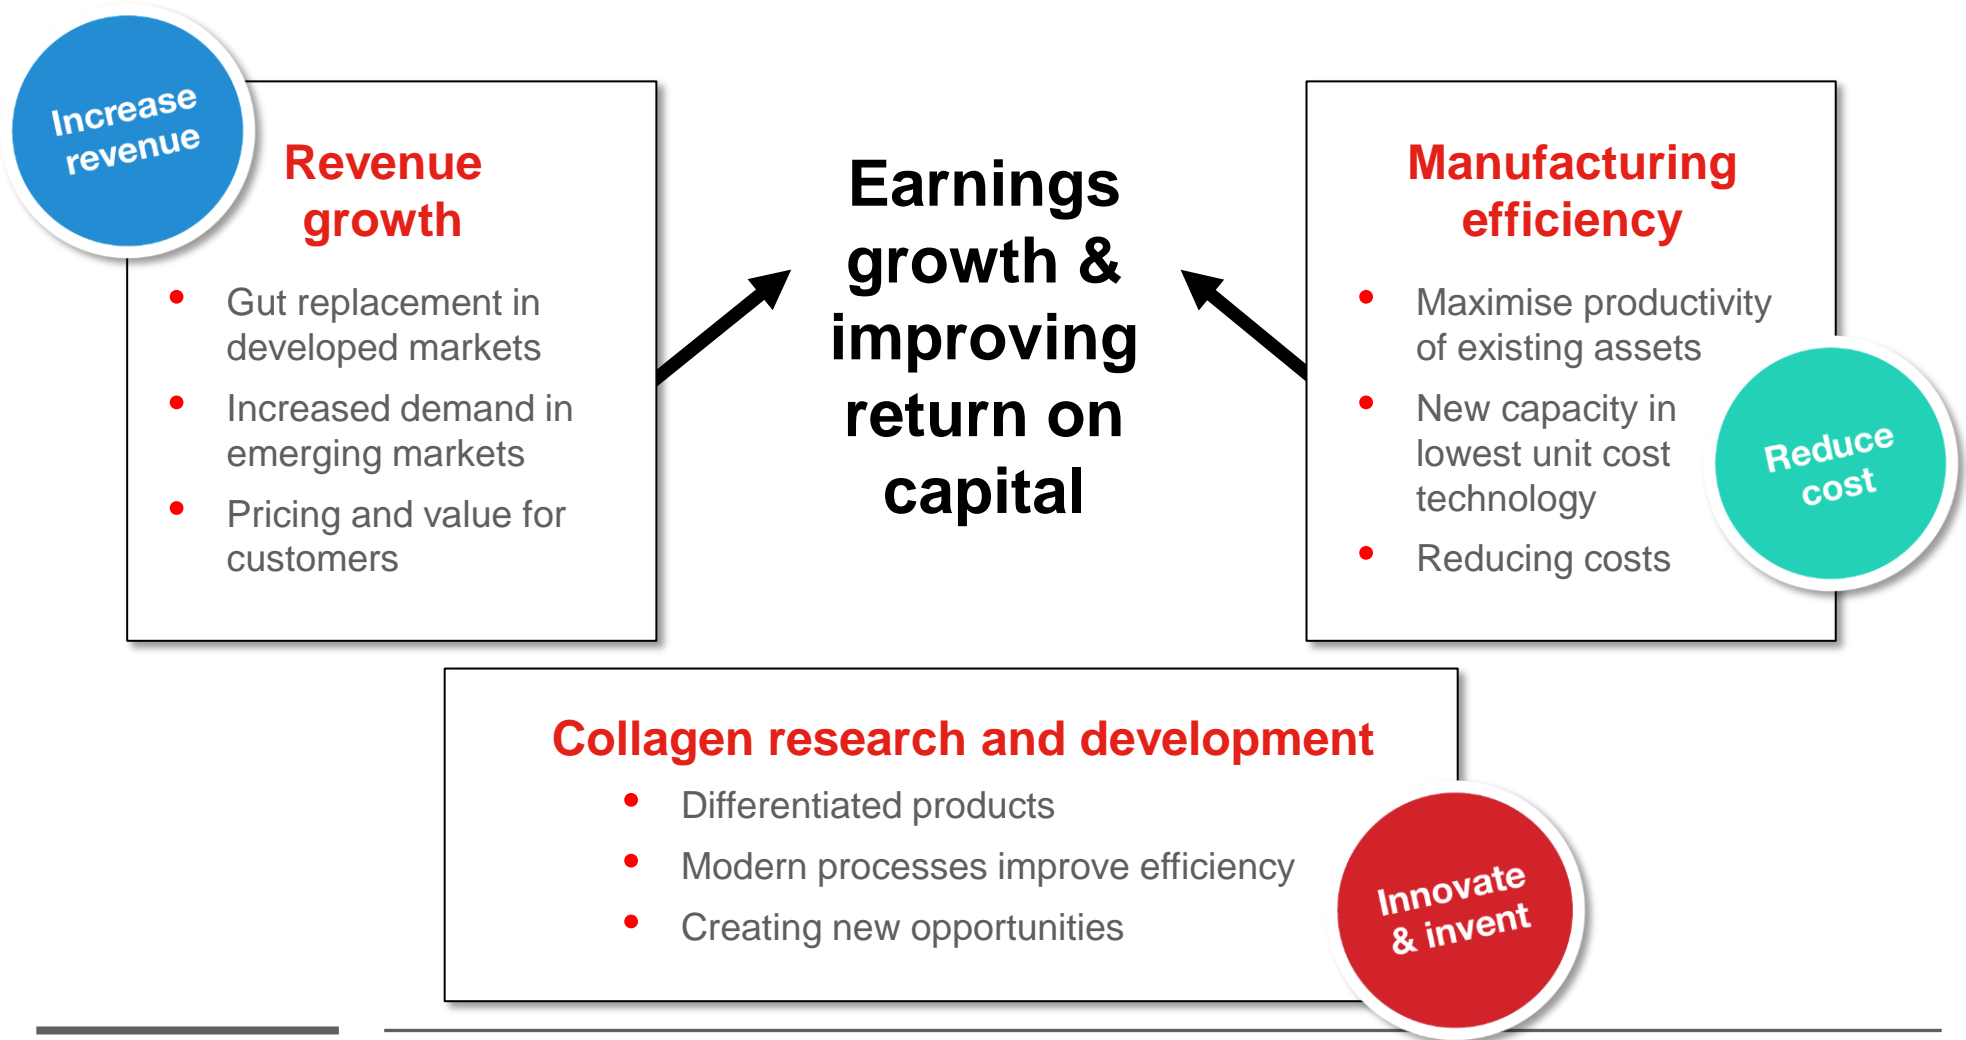 Increase
revenue
Revenue
growth
Gut replacement in
developed markets
Increased demand in
emerging markets
Pricing and value for
customers
Earnings
growth &
improving
return on
capital
Manufacturing
efficiency
Maximise productivity
of existing assets
New capacity in
lowest unit cost
technology
Reducing costs
Reduce
cost
Collagen research and development
Differentiated products
Modern processes improve efficiency
Creating new opportunities
Innovate
& invent